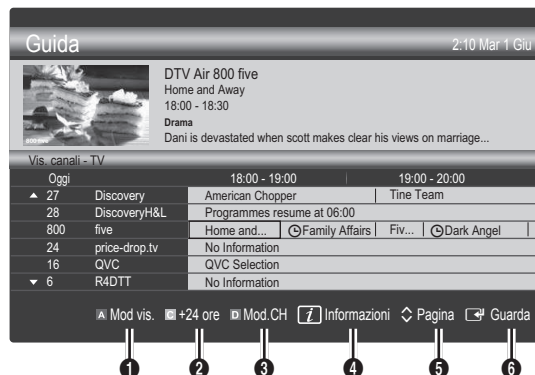 Guida
2:10 Mar 1 Giu
DTV Air 800 five
Home and Away
18:00 - 18:30
Drama
Dani is devastated when scott makes clear his views on marriage...
800 five
Vis. canali - TV
Oggi 18:00 - 19:00 19:00 - 20:00
▲ 27 Discovery American Chopper Tine Team
28 DiscoveryH&L Programmes resume at 06:00
800 five Home and... Family Affairs Fiv... Dark Angel
24 price-drop.tv No Information
16 QVC QVC Selection
▼ 6 R4DTT No Information
A Mod vis. C +24 ore D Mod.CH i Informazioni Pagina Guarda
1 2 3 4 5 6